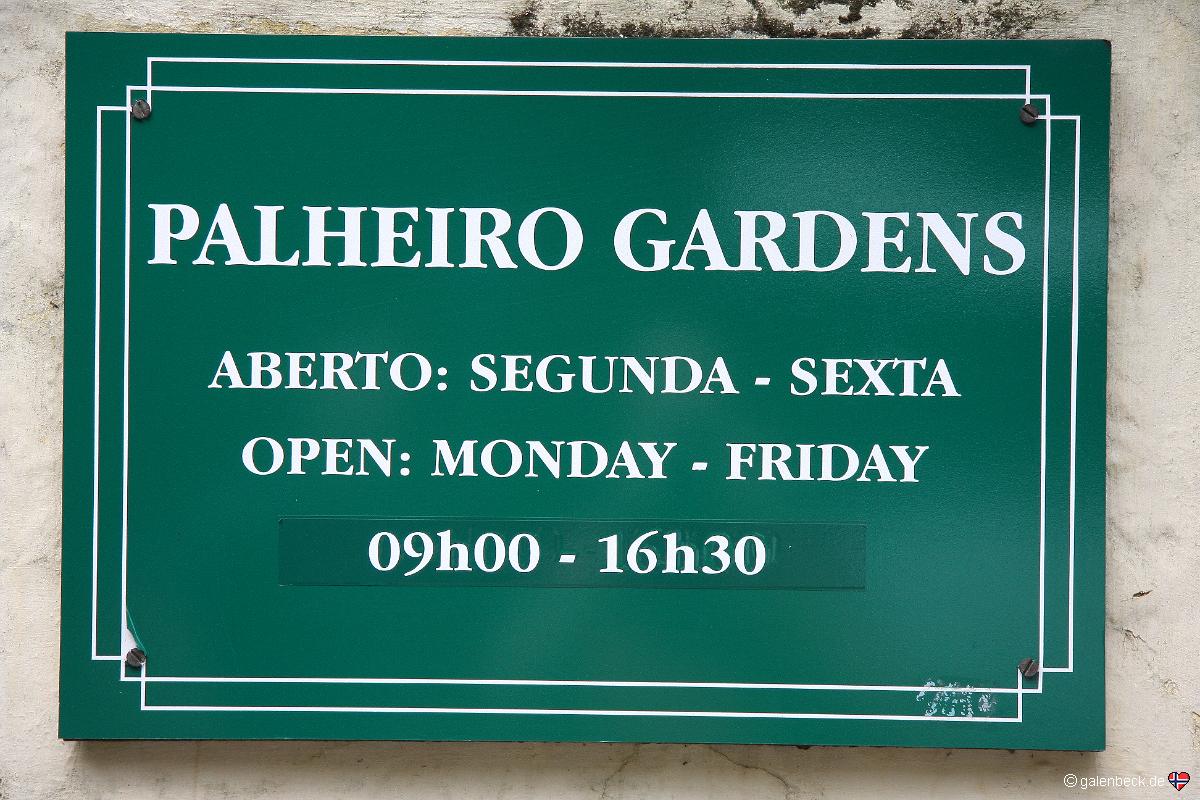 PALHEIRO GARDENS
ABERTO: SEGUNDA - SEXTA
OPEN: MONDAY - FRIDAY
09h00 - 16h30
© galenbeck.de